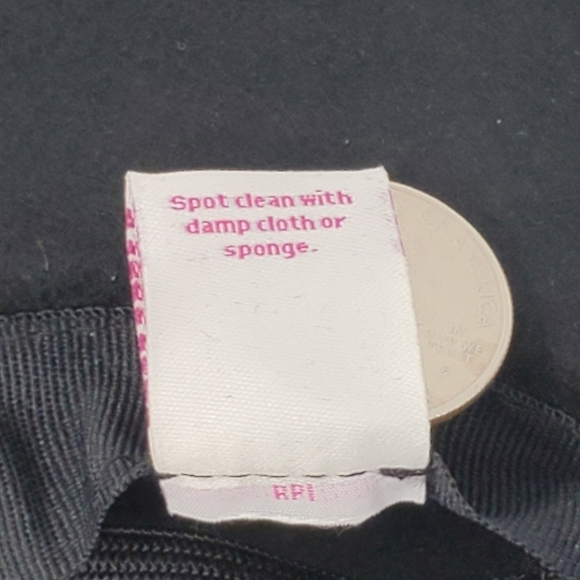 Spot clean with
damp cloth or
sponge.